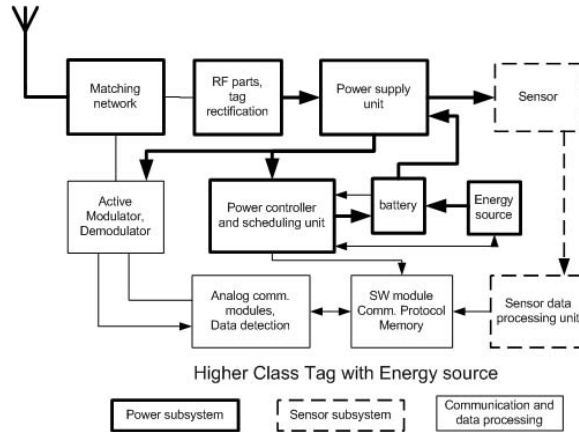 Matching
network
RF parts,
tag
rectification
Power supply
unit
Sensor
Active
Modulator,
Demodulator
Power controller
and scheduling unit
battery
Energy
source
Analog comm.
modules,
Data detection
SW module
Comm. Protocol
Memory
Sensor data
processing unit
Higher Class Tag with Energy source
Power subsystem
Sensor subsystem
Communication and
data processing